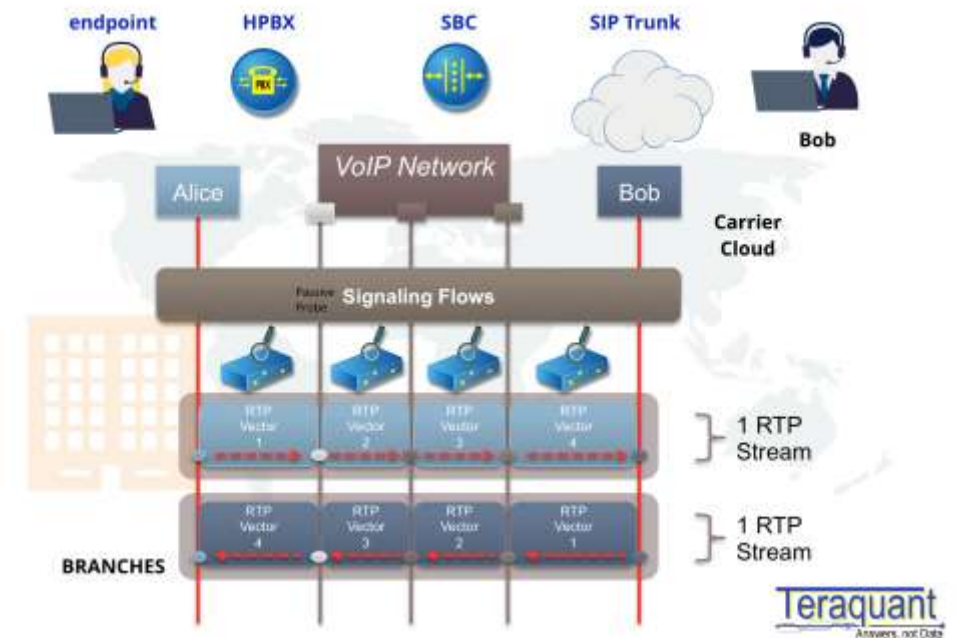 endpoint
HPBX
SBC
SIP Trunk
PBX
Bob
VoIP Network
Alice
Bob
Carrier
Cloud
Passive
Probe
Signaling Flows
RTP
Vector
1
RTP
Vector
2
RTP
Vector
3
RTP
Vector
4
1 RTP
Stream
RTP
Vector
4
RTP
Vector
3
RTP
Vector
2
RTP
Vector
1
1 RTP
Stream
BRANCHES
Teraquant
Answers, not Data